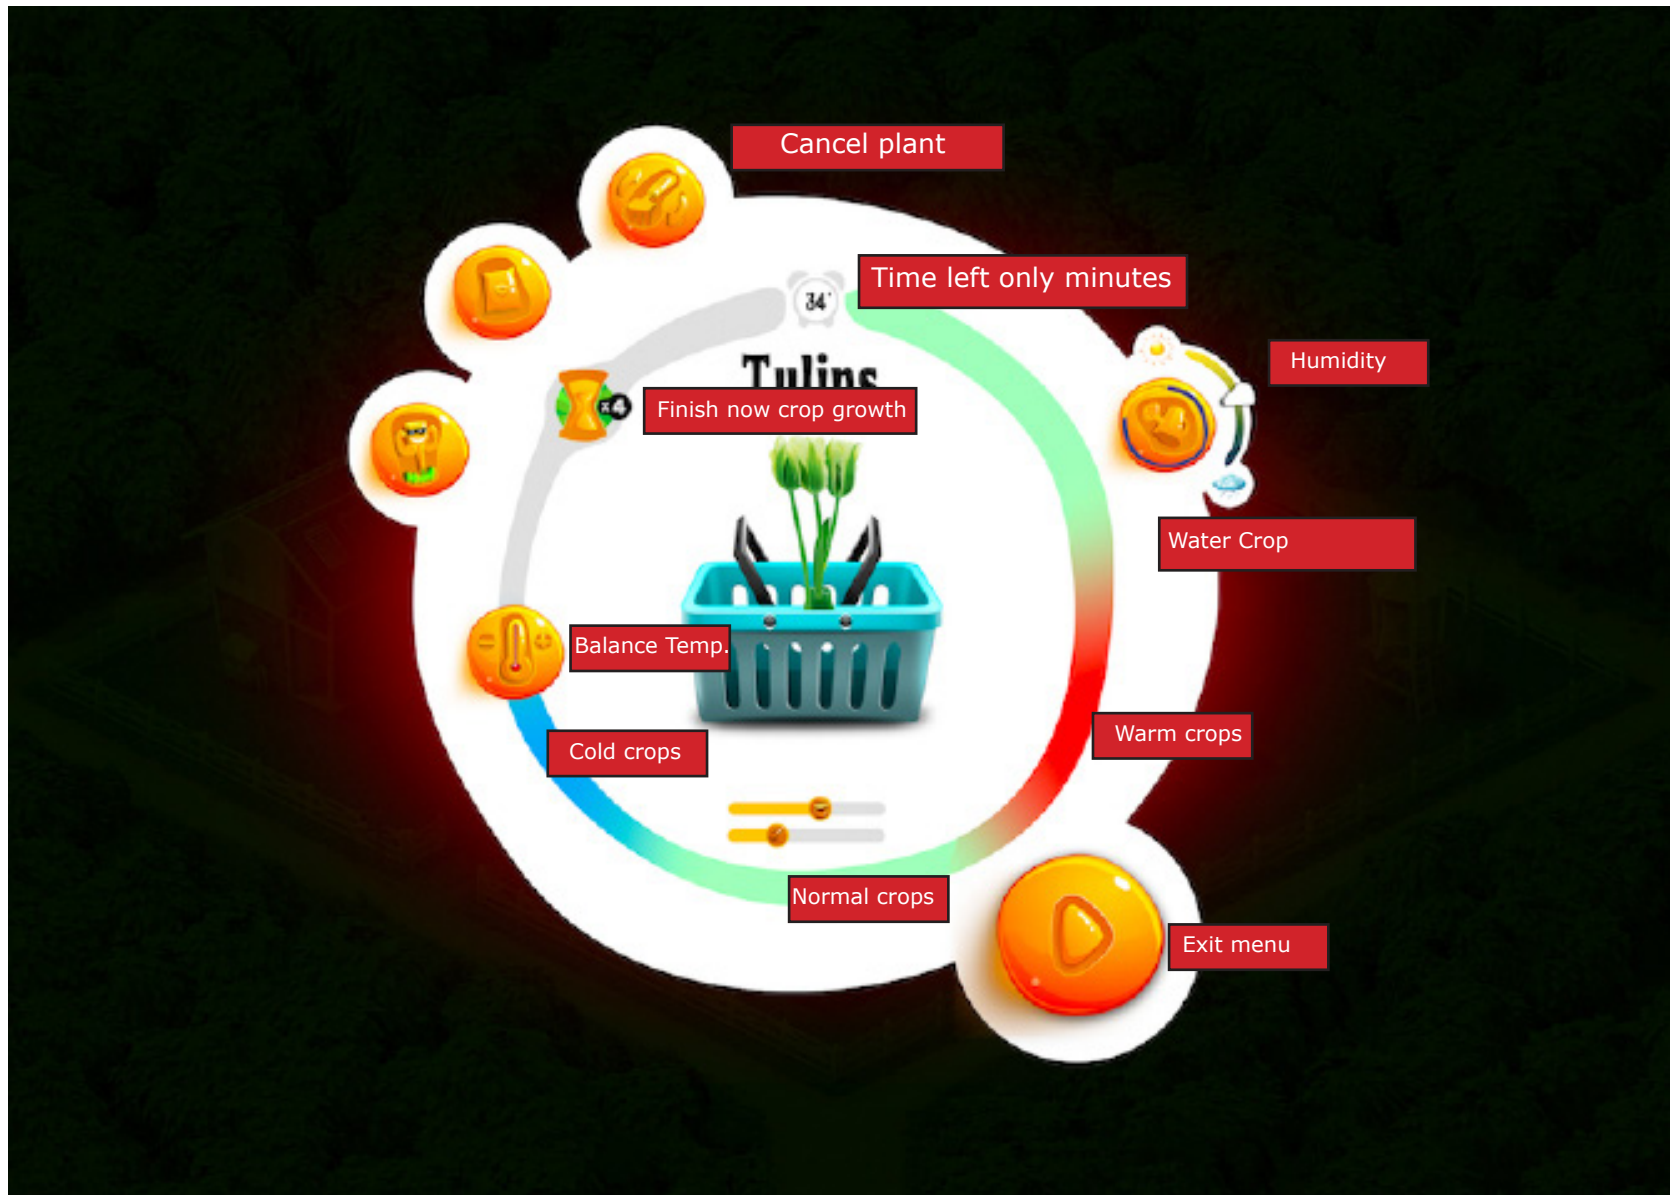 Cancel plant
Time left only minutes
34'
Humidity
Tulips
Finish now crop growth
x4
Water Crop
Balance Temp.
Warm crops
Cold crops
Normal crops
Exit menu